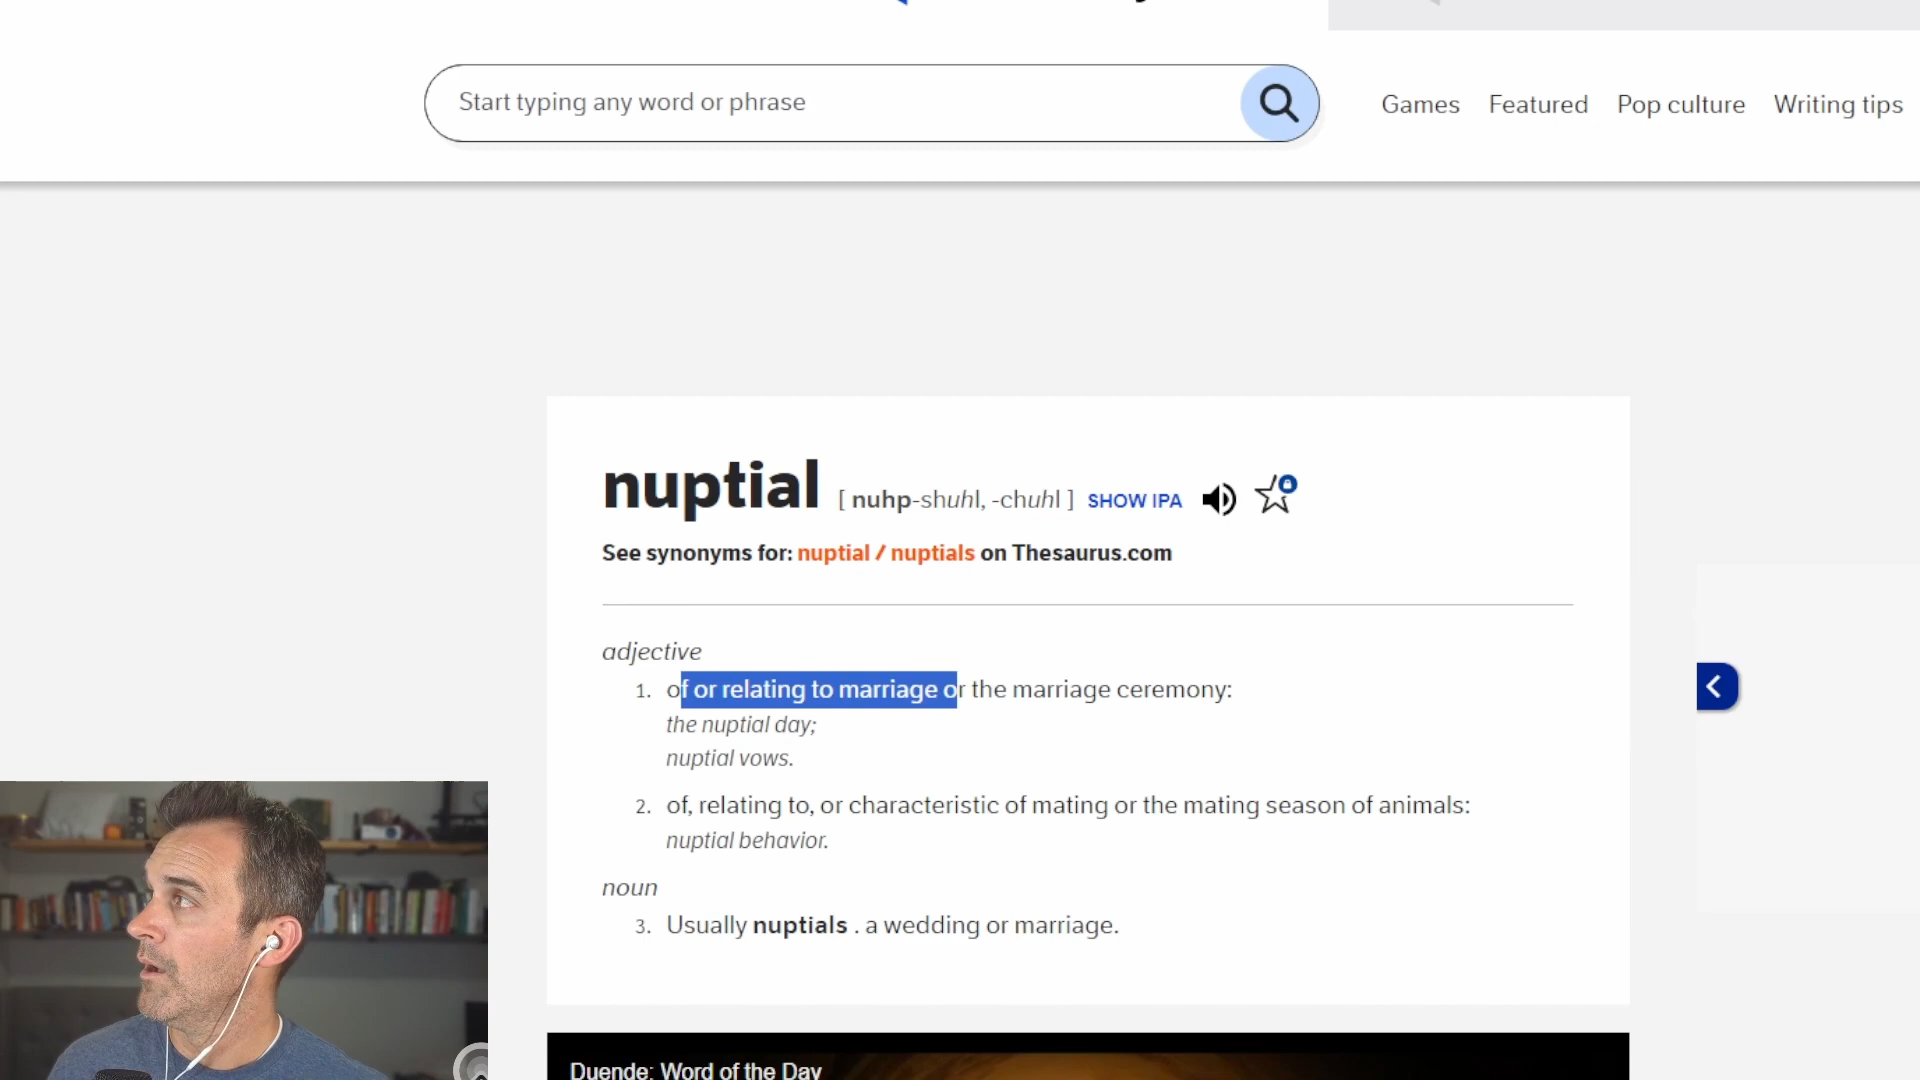 Start typing any word or phrase
Games Featured Pop culture Writing tips
nuptial [ nuhp-shuhl, -chuhl ] SHOW IPA
See synonyms for: nuptial / nuptials on Thesaurus.com
adjective
1. of or relating to marriage or the marriage ceremony:
the nuptial day;
nuptial vows.
2. of, relating to, or characteristic of mating or the mating season of animals:
nuptial behavior.
noun
3. Usually nuptials . a wedding or marriage.
Duende: Word of the Day